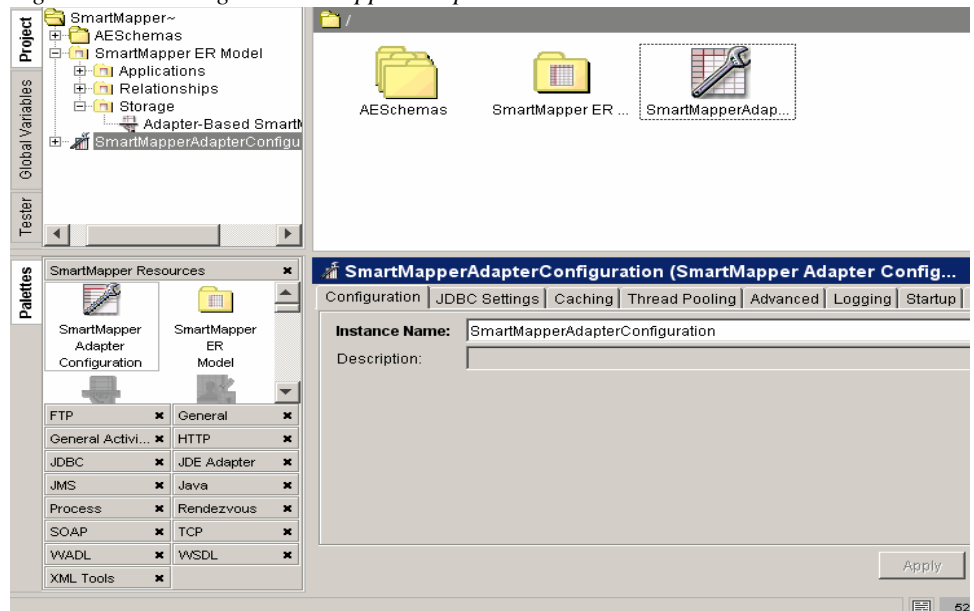 Project
Global Variables
Tester
SmartMapper~
AESchemas
SmartMapper ER Model
Applications
Relationships
Storage
Adapter-Based SmartM
SmartMapperAdapterConfigu
/
AESchemas
SmartMapper ER ...
SmartMapperAdap...
Palettes
SmartMapper Resources
SmartMapper
Adapter
Configuration
SmartMapper
ER
Model
FTP
General
General Activi...
HTTP
JDBC
JDE Adapter
JMS
Java
Process
Rendezvous
SOAP
TCP
WADL
WSDL
XML Tools
SmartMapperAdapterConfiguration (SmartMapper Adapter Config...
Configuration
JDBC Settings
Caching
Thread Pooling
Advanced
Logging
Startup
Instance Name:
SmartMapperAdapterConfiguration
Description:
Apply
52